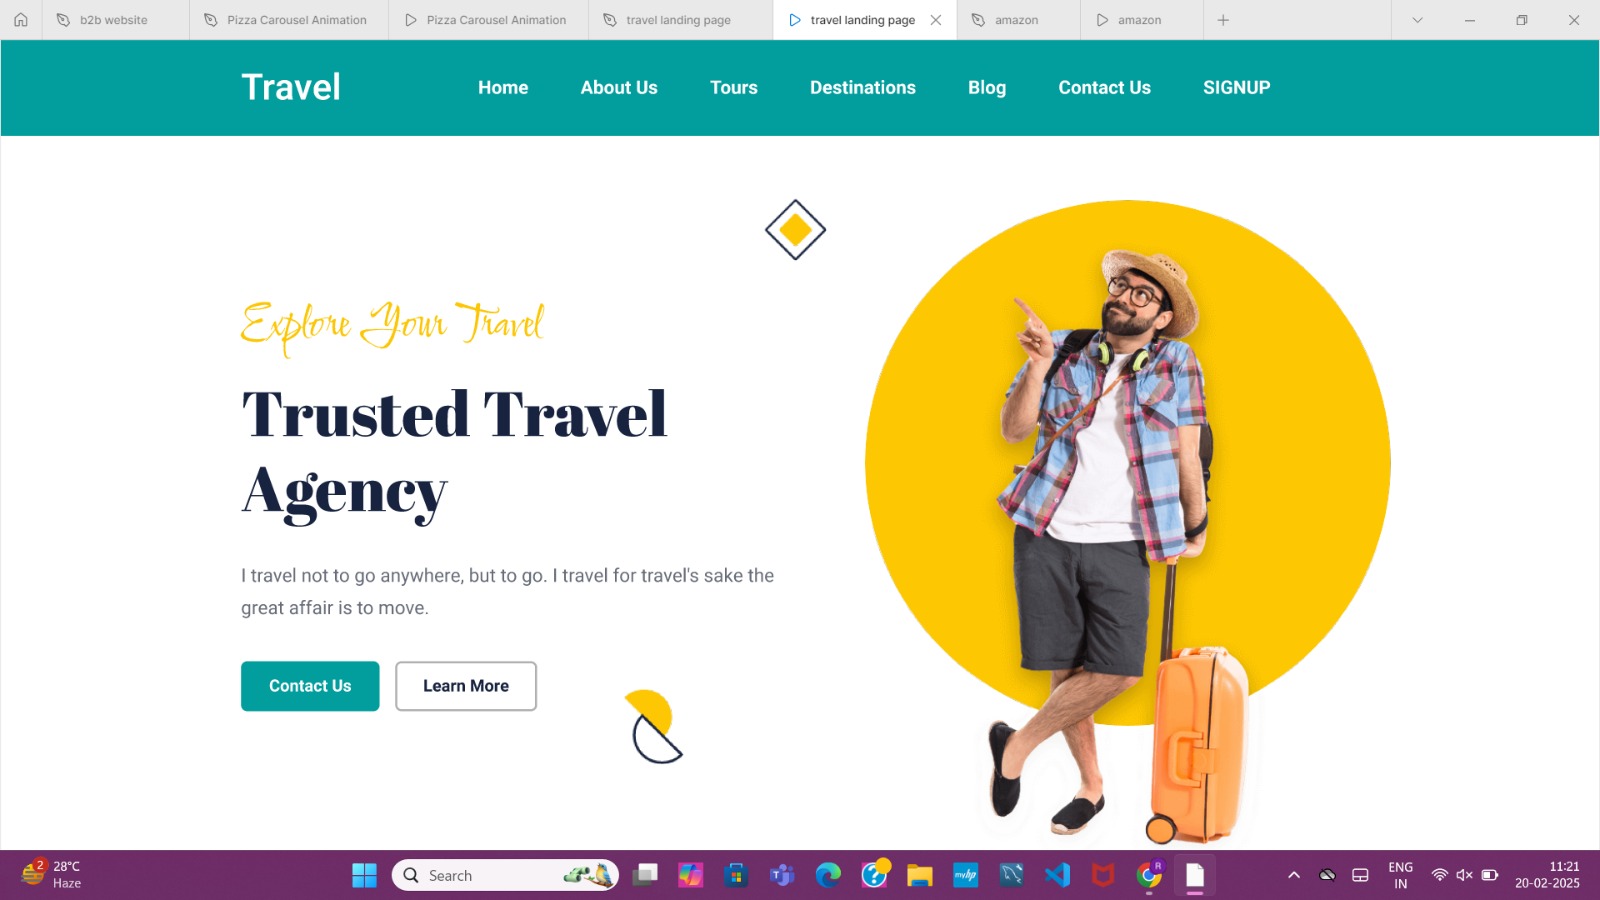 b2b website
Pizza Carousel Animation
Pizza Carousel Animation
travel landing page
travel landing page
amazon
amazon
Travel
Home
About Us
Tours
Destinations
Blog
Contact Us
SIGNUP
Explore Your Travel
Trusted Travel
Agency
I travel not to go anywhere, but to go. I travel for travel's sake the
great affair is to move.
Contact Us
Learn More
2
28°C
Haze
Search
myhp
R
ENG
IN
11:21
20-02-2025